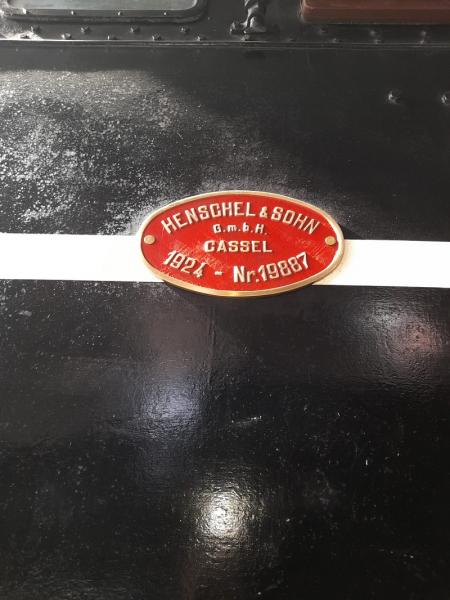 HENSCHEL & SOHN
G.m.b.H.
CASSEL
1924 - Nr.19887